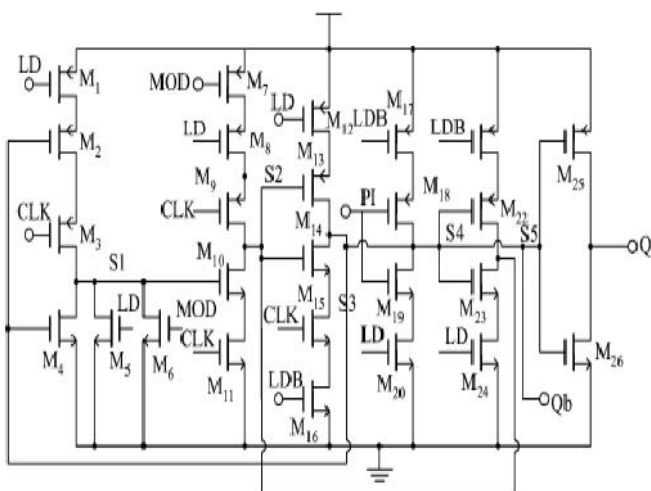 LD
M1
M2
CLK
M3
S1
M4
LD
M5
MOD
M6
MOD
M7
LD
M8
M9
CLK
M10
CLK
M11
S2
LD
M12
M13
M14
M15
CLK
S3
LDB
M16
M17
LDB
PI
M18
M19
LD
M20
S4
LDB
M22
M23
LD
M24
S5
M25
Q
M26
Qb